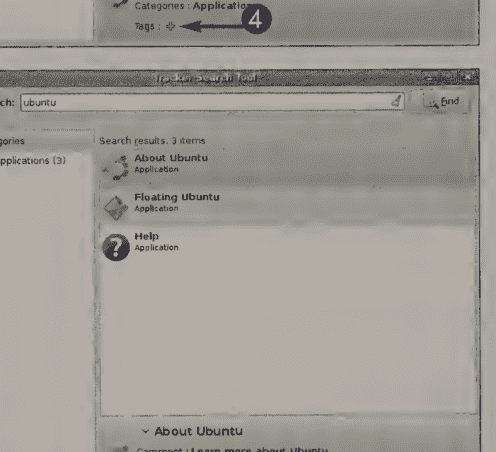 Categories : Application
Tags :
4
Tracker Search Tool
ch: ubuntu
Find
gories
Search results. 3 items
pplications (3)
About Ubuntu
Application
Floating Ubuntu
Application
Help
Application
About Ubuntu
Comment : Learn more about Ubuntu